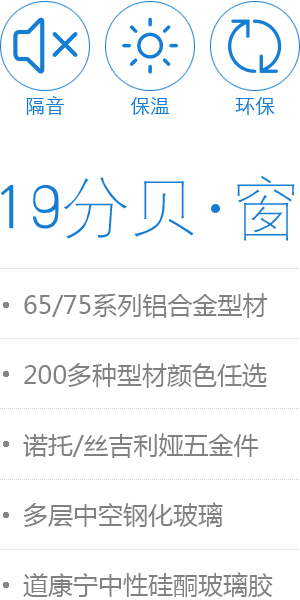 隔音 保温 环保
19分贝·窗
• 65/75系列铝合金型材
• 200多种型材颜色任选
• 诺托/丝吉利娅五金件
• 多层中空钢化玻璃
• 道康宁中性硅酮玻璃胶